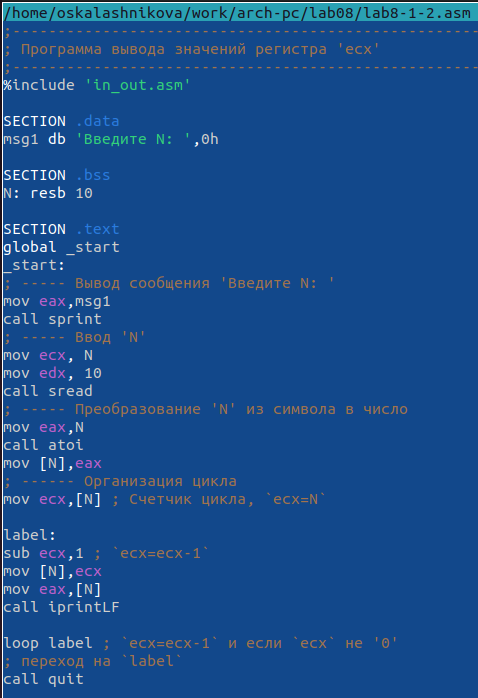 /home/oskalashnikova/work/arch-pc/lab08/lab8-1-2.asm
;-----------------------------------------------------
; Программа вывода значений регистра 'ecx'
;-----------------------------------------------------
%include 'in_out.asm'
SECTION .data
msg1 db 'Введите N: ',0h
SECTION .bss
N: resb 10
SECTION .text
global _start
_start:
; ----- Вывод сообщения 'Введите N: '
mov eax,msg1
call sprint
; ----- Ввод 'N'
mov ecx, N
mov edx, 10
call sread
; ----- Преобразование 'N' из символа в число
mov eax,N
call atoi
mov [N],eax
; ------ Организация цикла
mov ecx,[N] ; Счетчик цикла, `ecx=N`
label:
sub ecx,1 ; `ecx=ecx-1`
mov [N],ecx
mov eax,[N]
call iprintLF
loop label ; `ecx=ecx-1` и если `ecx` не '0'
; переход на `label`
call quit